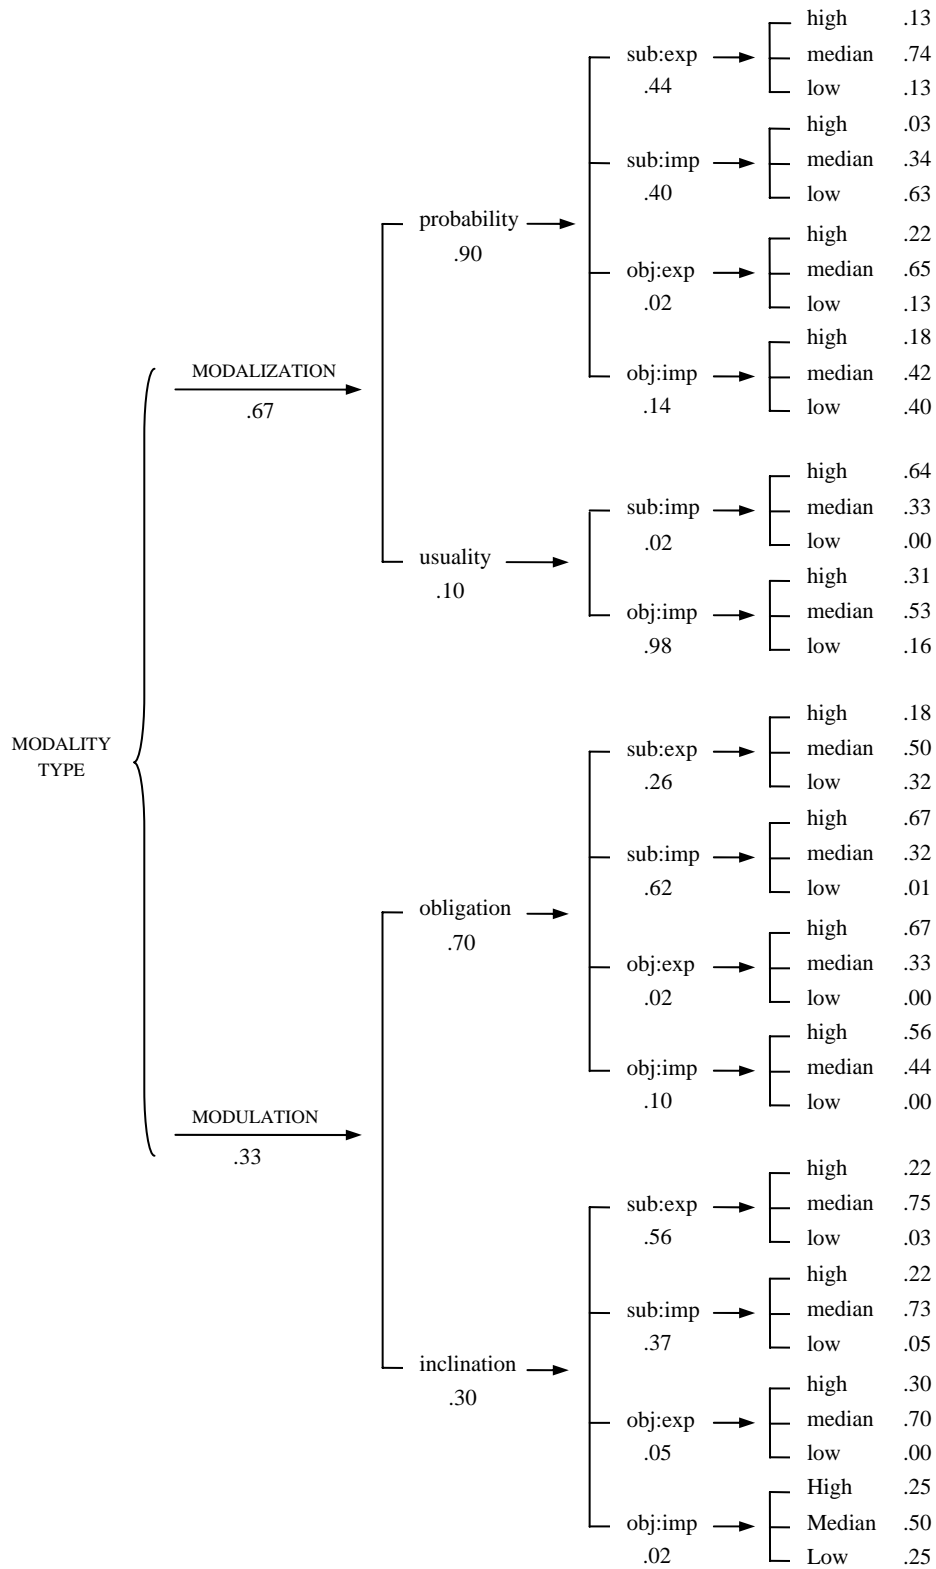 high .13
sub:exp median .74
.44 low .13
high .03
sub:imp median .34
.40 low .63
probability
.90
high .22
obj:exp median .65
.02 low .13
high .18
MODALIZATION obj:imp median .42
.67 .14 low .40
high .64
sub:imp median .33
.02 low .00
usuality
.10
high .31
obj:imp median .53
.98 low .16
MODALITY
TYPE
high .18
sub:exp median .50
.26 low .32
high .67
sub:imp median .32
.62 low .01
obligation
.70
high .67
obj:exp median .33
.02 low .00
high .56
obj:imp median .44
.10 low .00
MODULATION
.33
high .22
sub:exp median .75
.56 low .03
high .22
sub:imp median .73
.37 low .05
inclination
.30
high .30
obj:exp median .70
.05 low .00
High .25
obj:imp Median .50
.02 Low .25